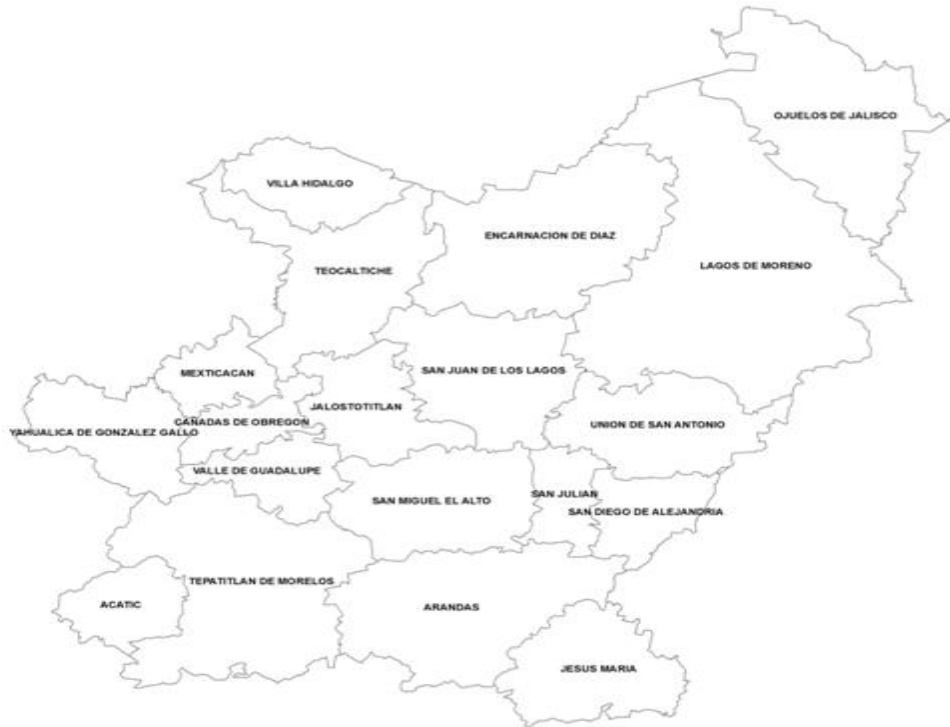 OJUELOS DE JALISCO
VILLA HIDALGO
ENCARNACION DE DIAZ
LAGOS DE MORENO
TEOCALTICHE
SAN JUAN DE LOS LAGOS
MEXTICACAN
JALOSTOTITLAN
CAÑADAS DE OBREGON
UNION DE SAN ANTONIO
YAHUALICA DE GONZALEZ GALLO
VALLE DE GUADALUPE
SAN MIGUEL EL ALTO
SAN JULIAN
SAN DIEGO DE ALEJANDRIA
TEPATITLAN DE MORELOS
ACATIC
ARANDAS
JESUS MARIA